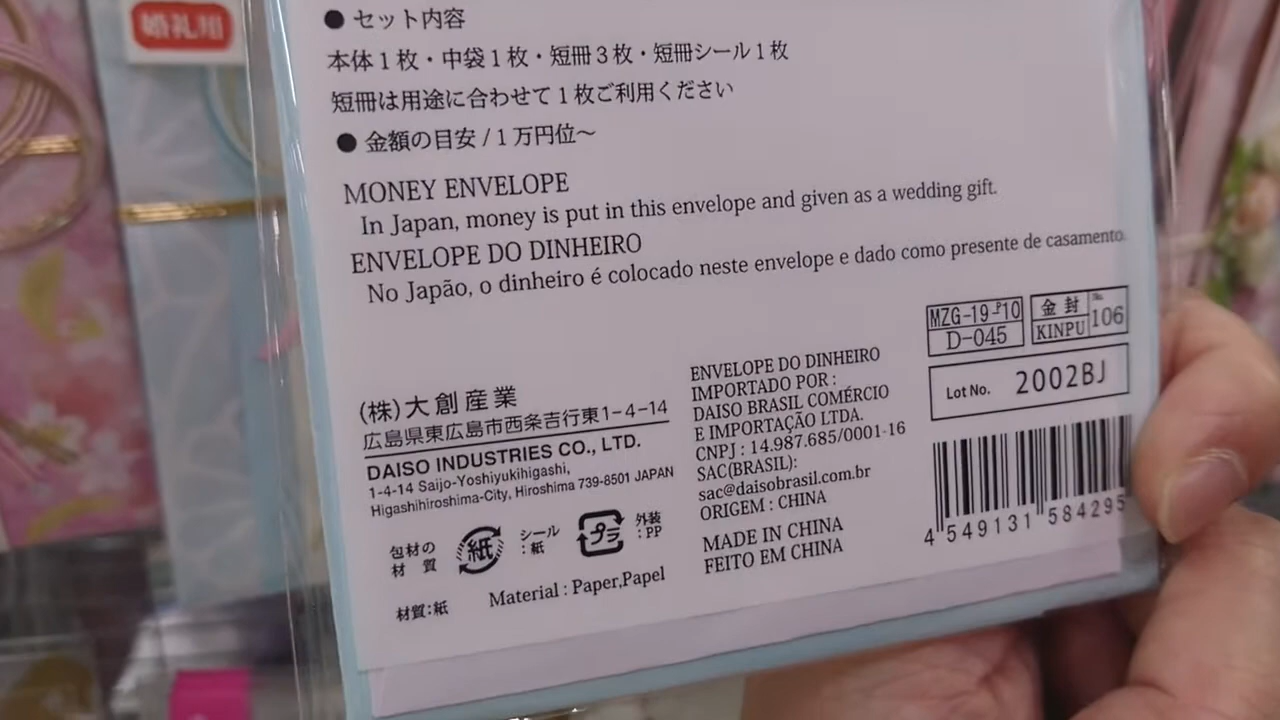 婚礼用
● セット内容
本体1枚・中袋1枚・短冊3枚・短冊シール1枚
短冊は用途に合わせて1枚ご利用ください
● 金額の目安 / 1万円位〜
MONEY ENVELOPE
In Japan, money is put in this envelope and given as a wedding gift.
ENVELOPE DO DINHEIRO
No Japão, o dinheiro é colocado neste envelope e dado como presente de casamento.
(株)大創産業
広島県東広島市西条吉行東1-4-14
DAISO INDUSTRIES CO., LTD.
1-4-14 Saijo-Yoshiyukihigashi,
Higashihiroshima-City, Hiroshima 739-8501 JAPAN
包材の材質
紙
シール:紙
プラ
外装:PP
材質:紙
Material : Paper,Papel
ENVELOPE DO DINHEIRO
IMPORTADO POR :
DAISO BRASIL COMÉRCIO
E IMPORTAÇÃO LTDA.
CNPJ : 14.987.685/0001-16
SAC(BRASIL):
sac@daisobrasil.com.br
ORIGEM : CHINA
MADE IN CHINA
FEITO EM CHINA
MZG-19-P10
D-045
金封
KINPU
No.
106
Lot No. 2002BJ
4 549131 584295